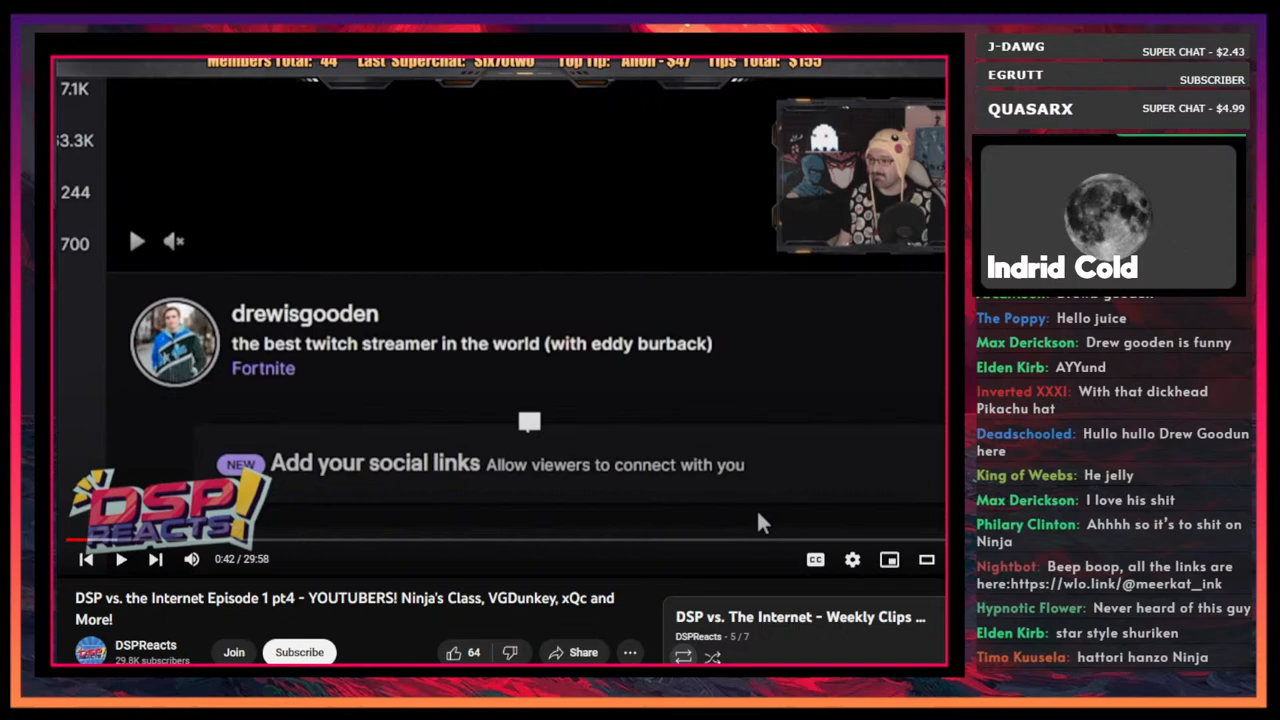 Members Total: 44 Last Superchat: Six7otwo Top Tip: Anon - $47 Tips Total: $155
7.1K
33.3K
244
700
drewisgooden
the best twitch streamer in the world (with eddy burback)
Fortnite
NEW Add your social links Allow viewers to connect with you
DSP
REACTS!
0:42 / 29:58
CC
DSP vs. the Internet Episode 1 pt4 - YOUTUBERS! Ninja's Class, VGDunkey, xQc and
More!
DSPReacts
29.8K subscribers
Join
Subscribe
64
Share
DSP vs. The Internet - Weekly Clips ...
DSPReacts - 5 / 7
J-DAWG SUPER CHAT - $2.43
EGRUTT SUBSCRIBER
QUASARX SUPER CHAT - $4.99
Indrid Cold
The Poppy: Hello juice
Max Derickson: Drew gooden is funny
Elden Kirb: AYYund
Inverted XXXI: With that dickhead
Pikachu hat
Deadschooled: Hullo hullo Drew Goodun
here
King of Weebs: He jelly
Max Derickson: I love his shit
Philary Clinton: Ahhhh so it's to shit on
Ninja
Nightbot: Beep boop, all the links are
here:https://wlo.link/@meerkat_ink
Hypnotic Flower: Never heard of this guy
Elden Kirb: star style shuriken
Timo Kuusela: hattori hanzo Ninja